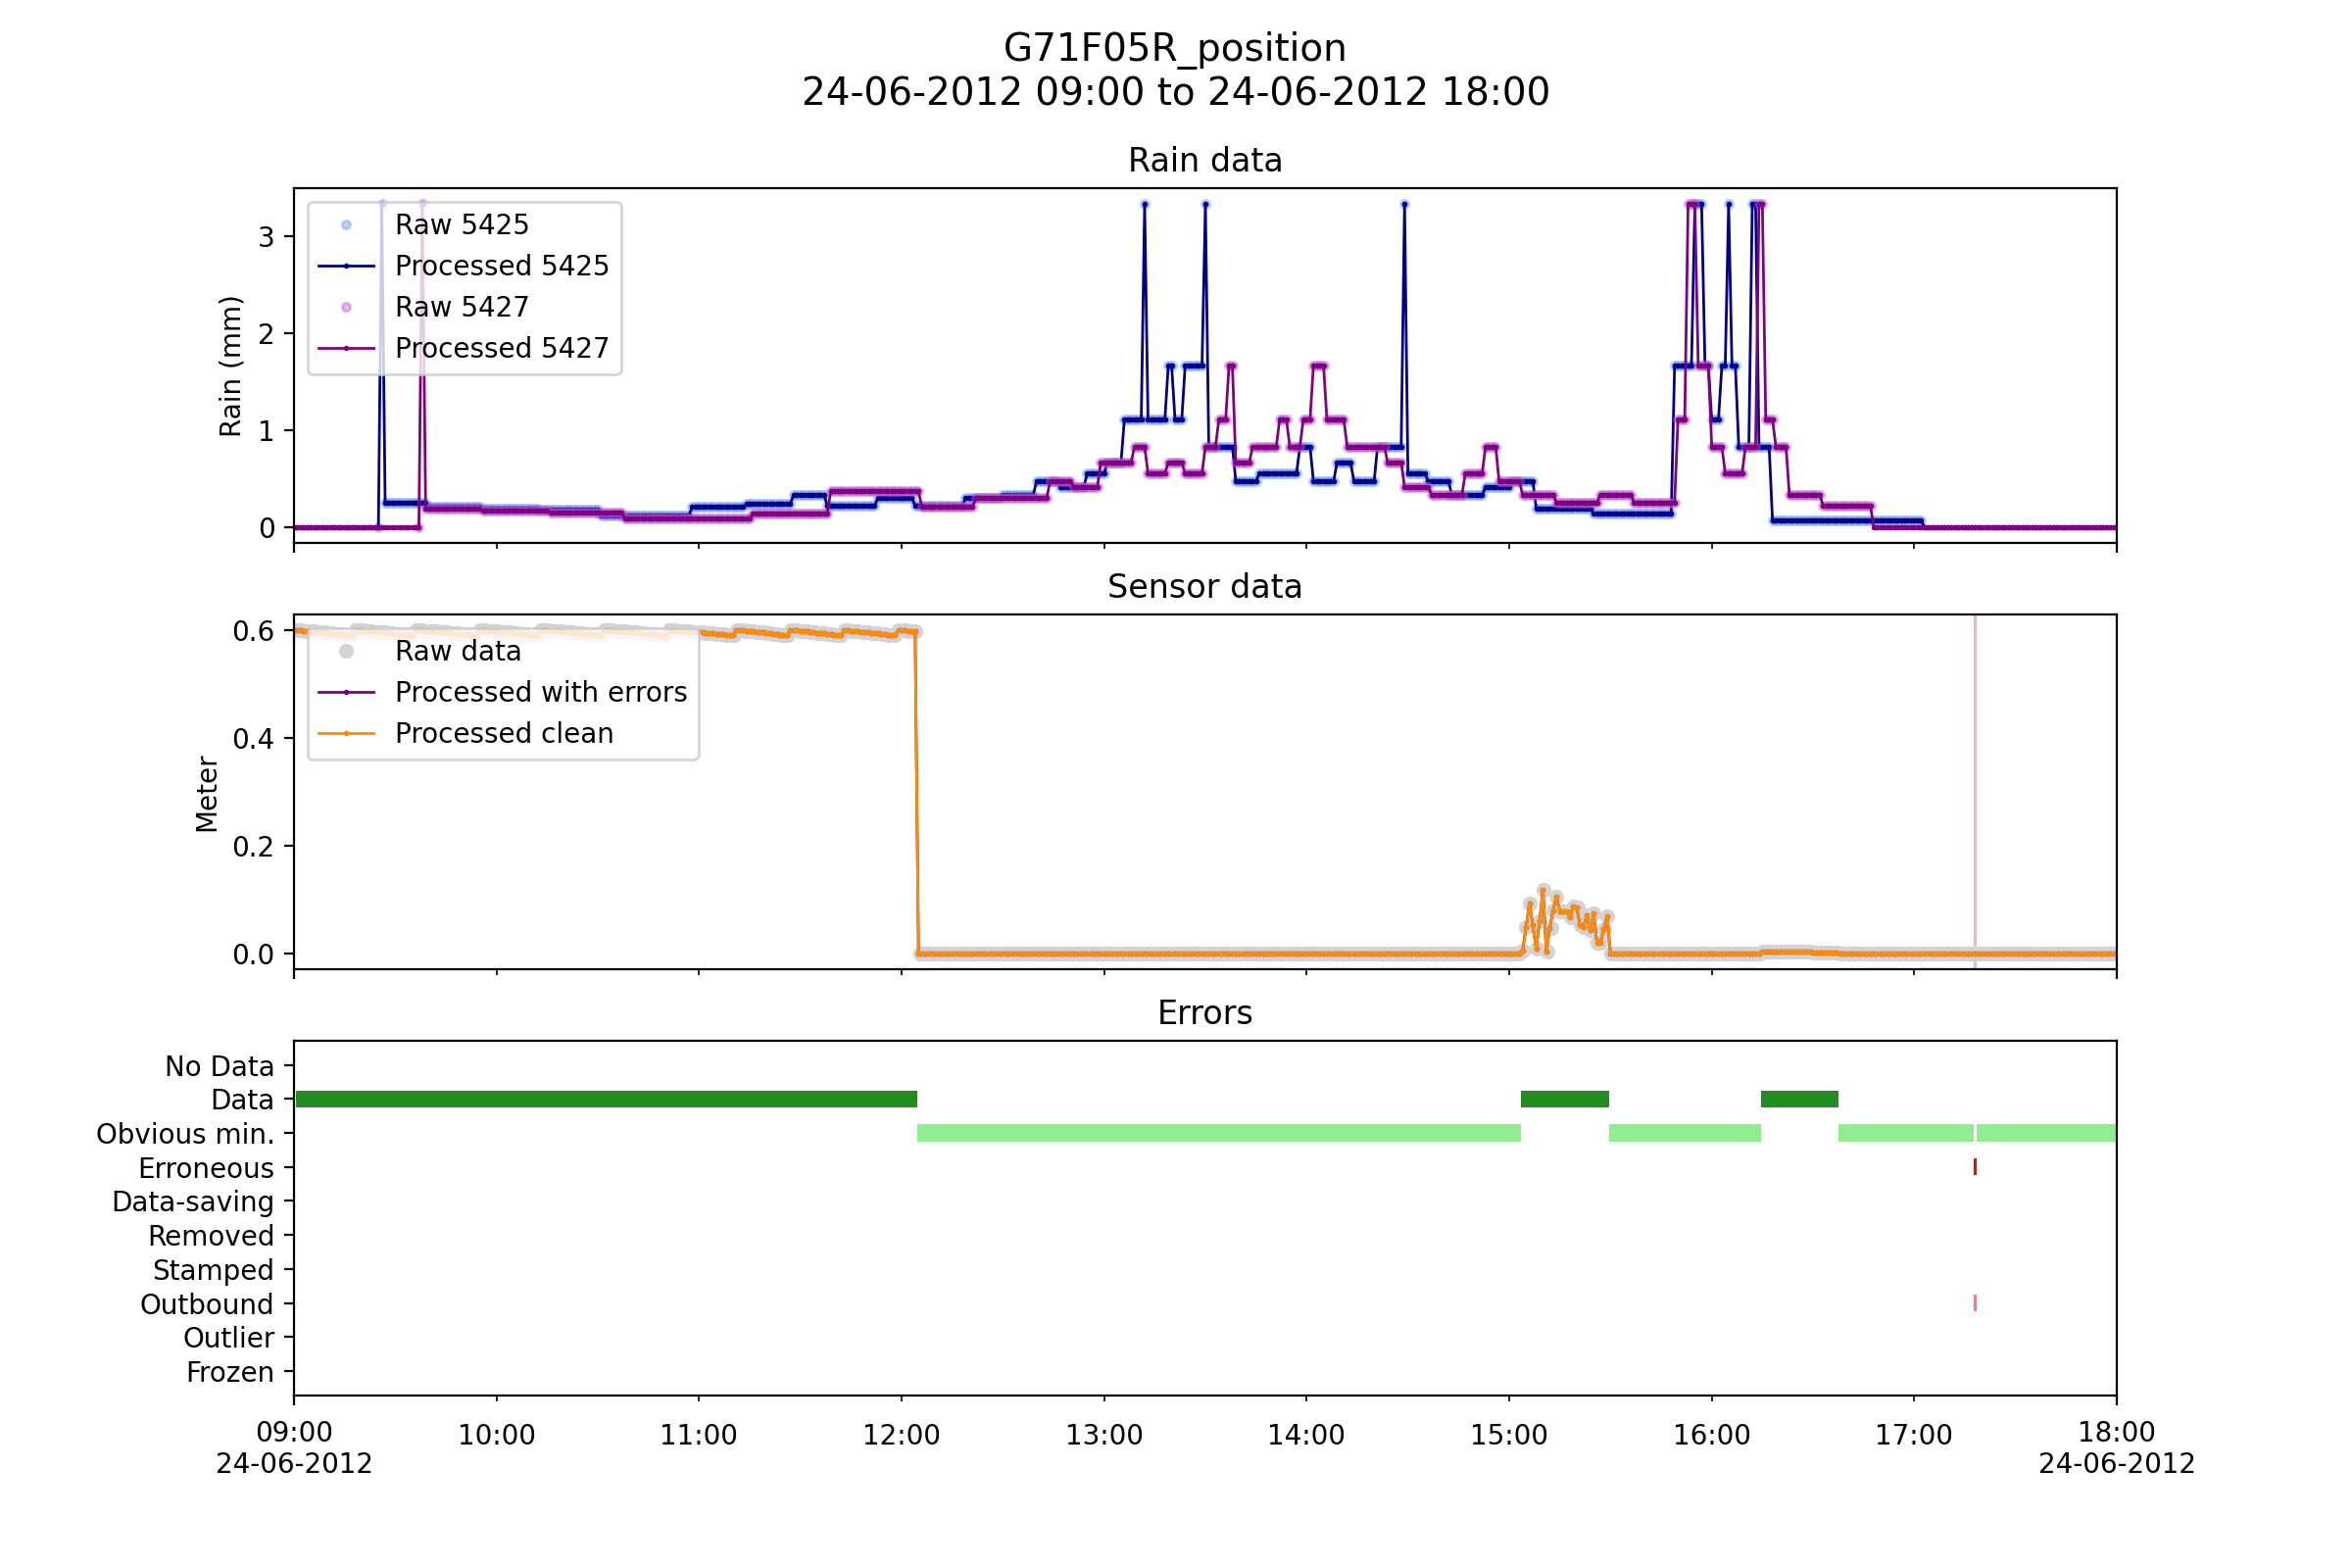 G71F05R_position
24-06-2012 09:00 to 24-06-2012 18:00
Rain data
Rain (mm)
3
2
1
0
Raw 5425
Processed 5425
Raw 5427
Processed 5427
Sensor data
Meter
0.6
0.4
0.2
0.0
Raw data
Processed with errors
Processed clean
Errors
No Data
Data
Obvious min.
Erroneous
Data-saving
Removed
Stamped
Outbound
Outlier
Frozen
09:00 10:00 11:00 12:00 13:00 14:00 15:00 16:00 17:00 18:00
24-06-2012 24-06-2012